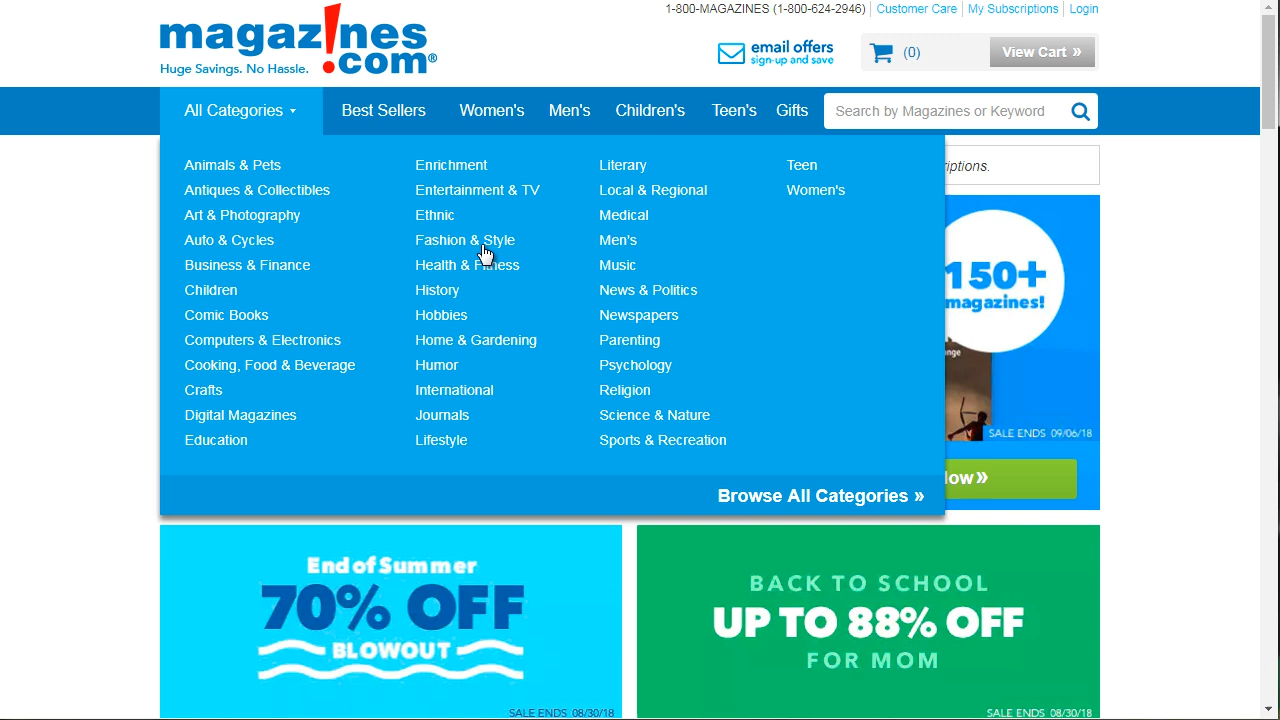 1-800-MAGAZINES (1-800-624-2946) Customer Care My Subscriptions Login
magaz!nes
.com®
Huge Savings. No Hassle.
email offers
sign-up and save
(0)
View Cart »
All Categories
Best Sellers
Women's
Men's
Children's
Teen's
Gifts
Search by Magazines or Keyword
Animals & Pets
Antiques & Collectibles
Art & Photography
Auto & Cycles
Business & Finance
Children
Comic Books
Computers & Electronics
Cooking, Food & Beverage
Crafts
Digital Magazines
Education
Enrichment
Entertainment & TV
Ethnic
Fashion & Style
Health & Fitness
History
Hobbies
Home & Gardening
Humor
International
Journals
Lifestyle
Literary
Local & Regional
Medical
Men's
Music
News & Politics
Newspapers
Parenting
Psychology
Religion
Science & Nature
Sports & Recreation
Teen
Women's
Browse All Categories »
150+
magazines!
SALE ENDS 09/06/18
End of Summer
70% OFF
BLOWOUT
SALE ENDS 08/30/18
BACK TO SCHOOL
UP TO 88% OFF
FOR MOM
SALE ENDS 08/30/18